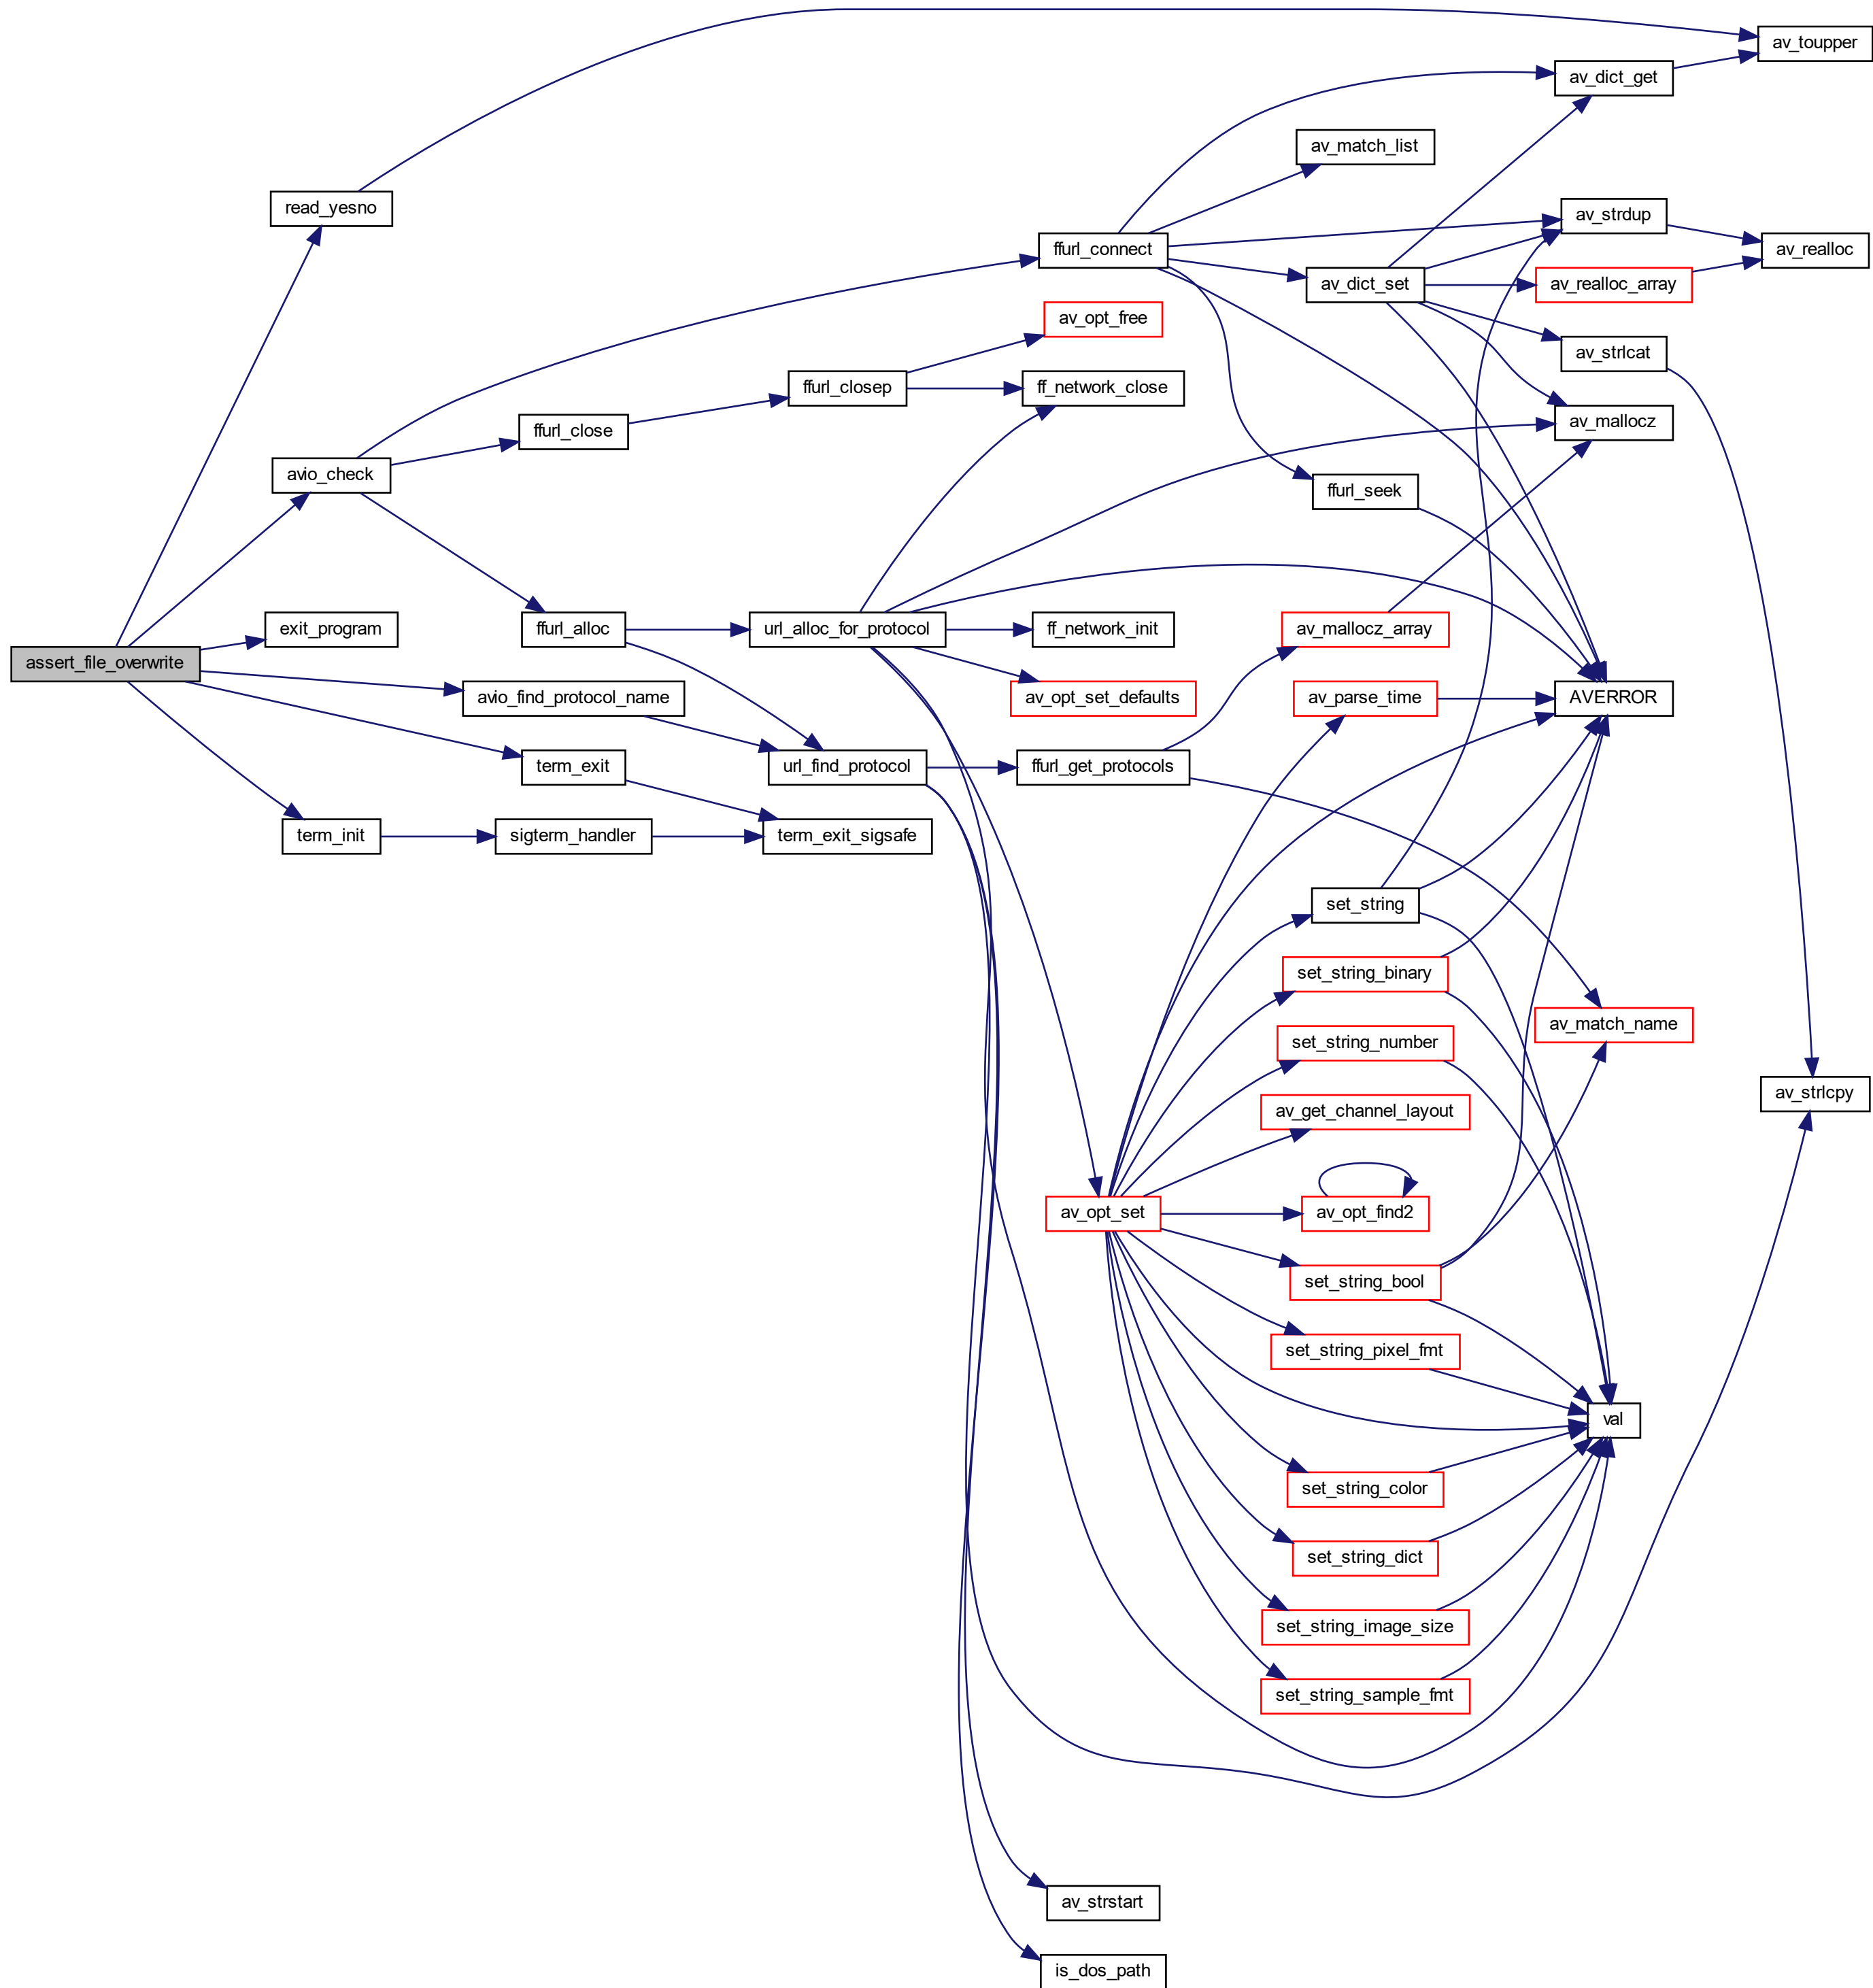 av_toupper
av_dict_get
av_match_list
read_yesno
av_strdup
ffurl_connect
av_realloc
av_dict_set
av_realloc_array
av_opt_free
av_strlcat
ffurl_closep
ff_network_close
ffurl_close
av_mallocz
avio_check
ffurl_seek
exit_program
ffurl_alloc
url_alloc_for_protocol
ff_network_init
av_mallocz_array
assert_file_overwrite
avio_find_protocol_name
av_opt_set_defaults
av_parse_time
AVERROR
term_exit
url_find_protocol
ffurl_get_protocols
term_init
sigterm_handler
term_exit_sigsafe
set_string
set_string_binary
av_match_name
set_string_number
av_strlcpy
av_get_channel_layout
av_opt_set
av_opt_find2
set_string_bool
set_string_pixel_fmt
val
set_string_color
set_string_dict
set_string_image_size
set_string_sample_fmt
av_strstart
is_dos_path